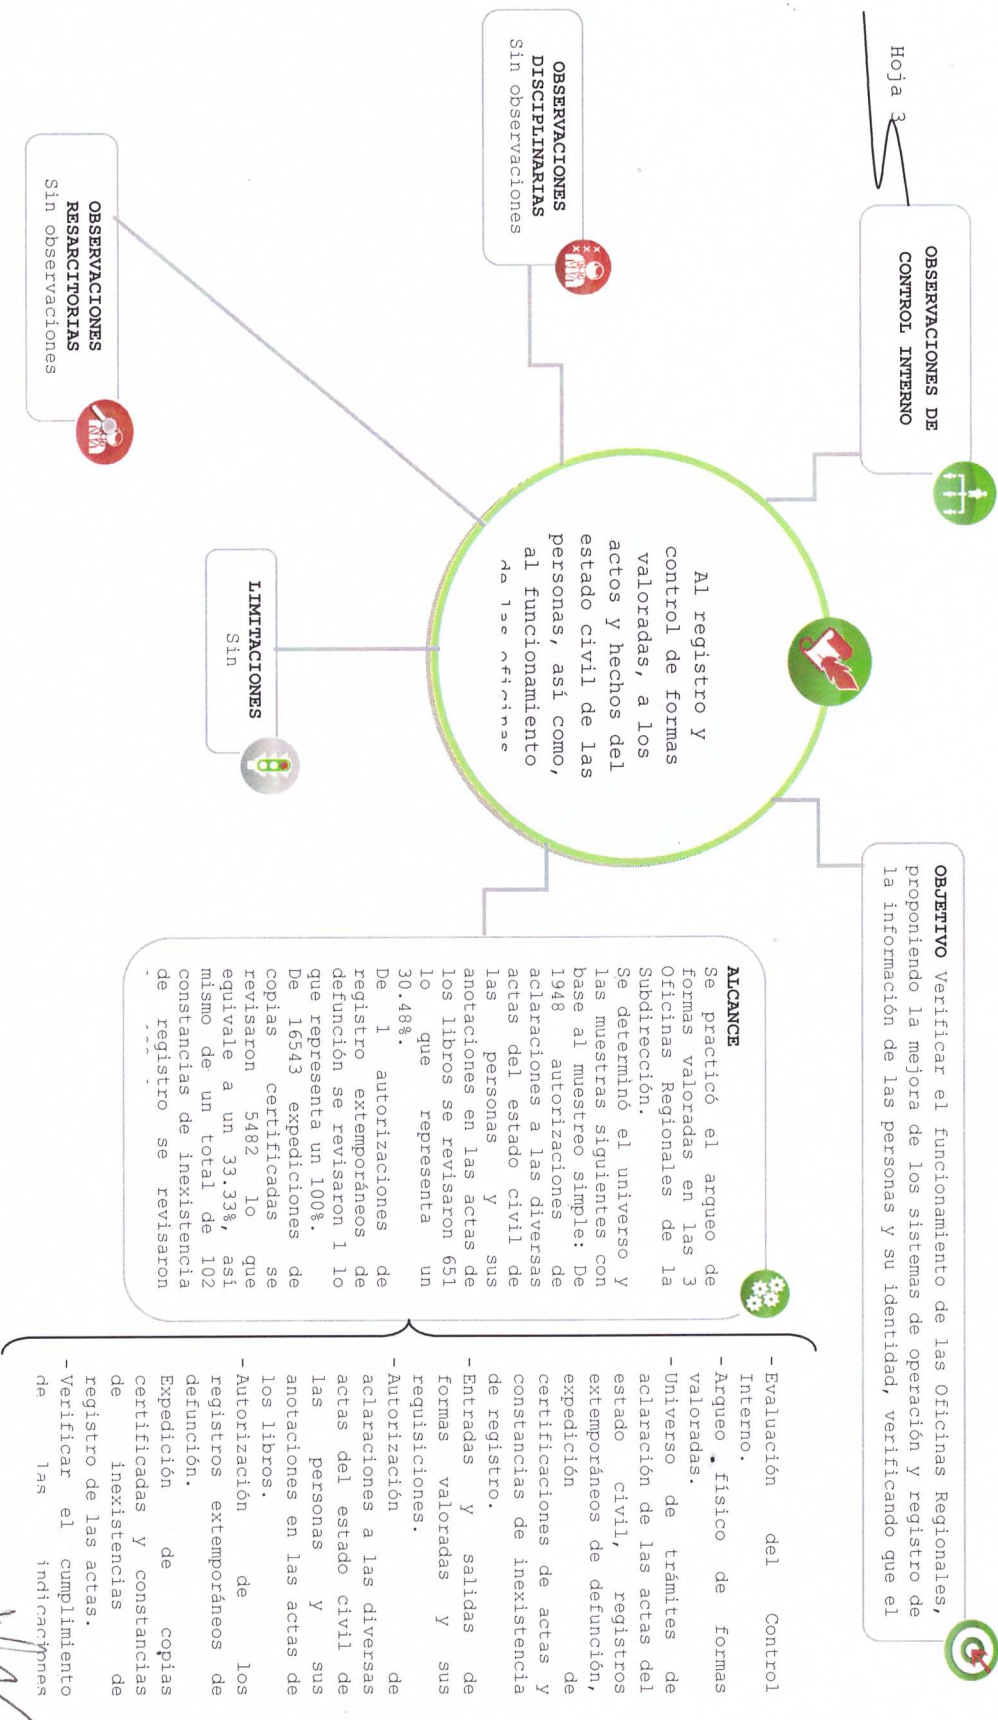 Hoja 3
OBSERVACIONES DE
CONTROL INTERNO
OBSERVACIONES
DISCIPLINARIAS
Sin observaciones
OBSERVACIONES
RESARCITORIAS
Sin observaciones
Al registro y
control de formas
valoradas, a los
actos y hechos del
estado civil de las
personas, así como,
al funcionamiento
de las oficinas
LIMITACIONES
Sin
OBJETIVO Verificar el funcionamiento de las Oficinas Regionales,
proponiendo la mejora de los sistemas de operación y registro de
la información de las personas y su identidad, verificando que el
ALCANCE
Se practicó el arqueo de
formas valoradas en las 3
Oficinas Regionales de la
Subdirección.
Se determinó el universo y
las muestras siguientes con
base al muestreo simple: De
1948 autorizaciones de
aclaraciones a las diversas
actas del estado civil de
las personas y sus
anotaciones en las actas de
los libros se revisaron 651
lo que representa un
30.48%.
De 1 autorizaciones de
registro extemporáneos de
defunción se revisaron 1 lo
que representa un 100%.
De 16543 expediciones de
copias certificadas se
revisaron 5482 lo que
equivale a un 33.33%, así
mismo de un total de 102
constancias de inexistencia
de registro se revisaron
- Evaluación del Control
Interno.
- Arqueo físico de formas
valoradas.
- Universo de trámites de
aclaración de las actas del
estado civil, registros
extemporáneos de defunción,
expedición de
certificaciones de actas y
constancias de inexistencia
de registro.
- Entradas y salidas de
formas valoradas y sus
requisiciones.
- Autorización de
aclaraciones a las diversas
actas del estado civil de
las personas y sus
anotaciones en las actas de
los libros.
- Autorización de los
registros extemporáneos de
defunción.
Expedición de copias
certificadas y constancias
de inexistencias de
registro de las actas.
- Verificar el cumplimiento
de las indicaciones